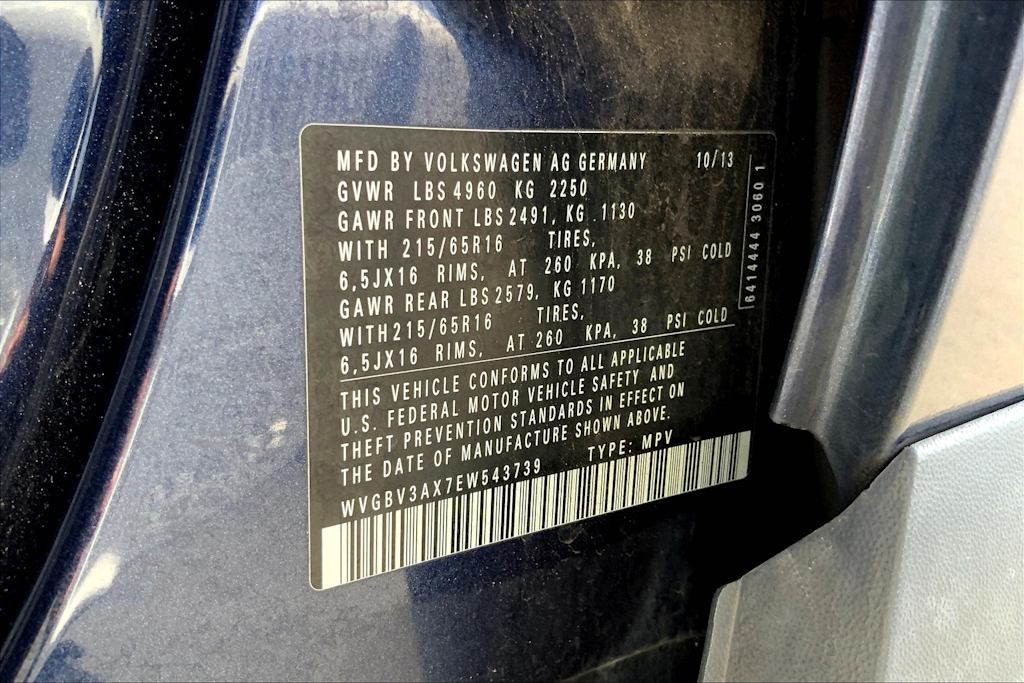 MFD BY VOLKSWAGEN AG GERMANY 10/13
GVWR LBS 4960 KG 2250
GAWR FRONT LBS 2491, KG 1130
WITH 215/65R16 TIRES,
6,5JX16 RIMS, AT 260 KPA, 38 PSI COLD
GAWR REAR LBS 2579, KG 1170
WITH 215/65R16 TIRES,
6,5JX16 RIMS, AT 260 KPA, 38 PSI COLD
THIS VEHICLE CONFORMS TO ALL APPLICABLE
U.S. FEDERAL MOTOR VEHICLE SAFETY AND
THEFT PREVENTION STANDARDS IN EFFECT ON
THE DATE OF MANUFACTURE SHOWN ABOVE.
WVGBV3AX7EW543739 TYPE: MPV
6414444 3060 1